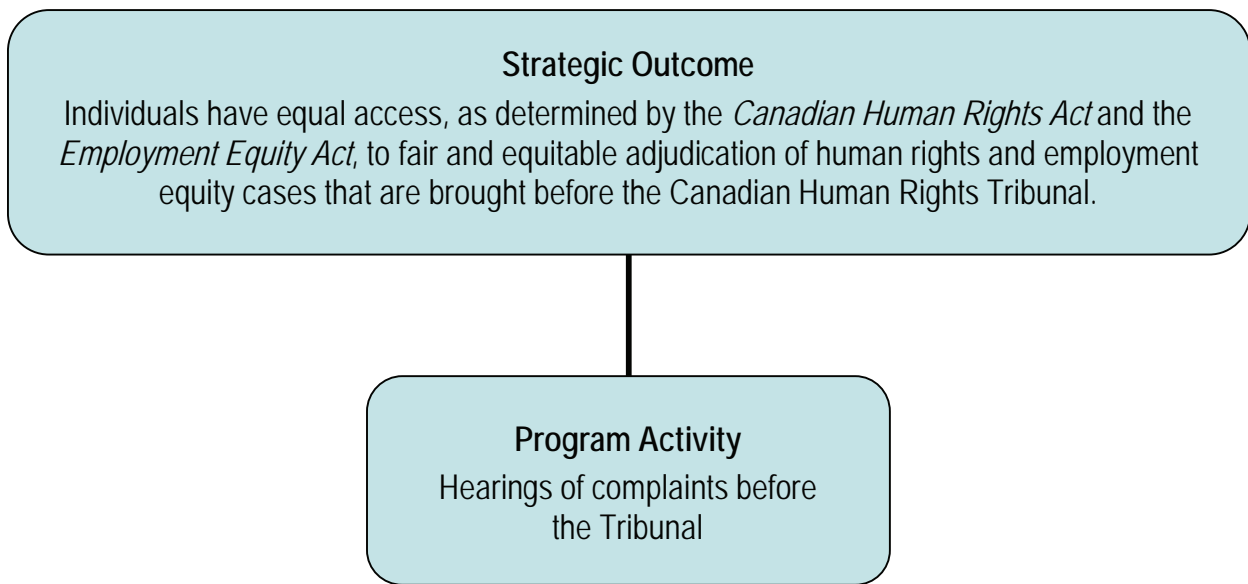 Strategic Outcome
Individuals have equal access, as determined by the Canadian Human Rights Act and the
Employment Equity Act, to fair and equitable adjudication of human rights and employment
equity cases that are brought before the Canadian Human Rights Tribunal.
Program Activity
Hearings of complaints before
the Tribunal